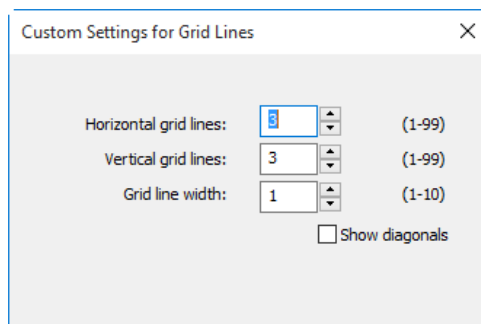 Custom Settings for Grid Lines
Horizontal grid lines: 3 (1-99)
Vertical grid lines: 3 (1-99)
Grid line width: 1 (1-10)
Show diagonals